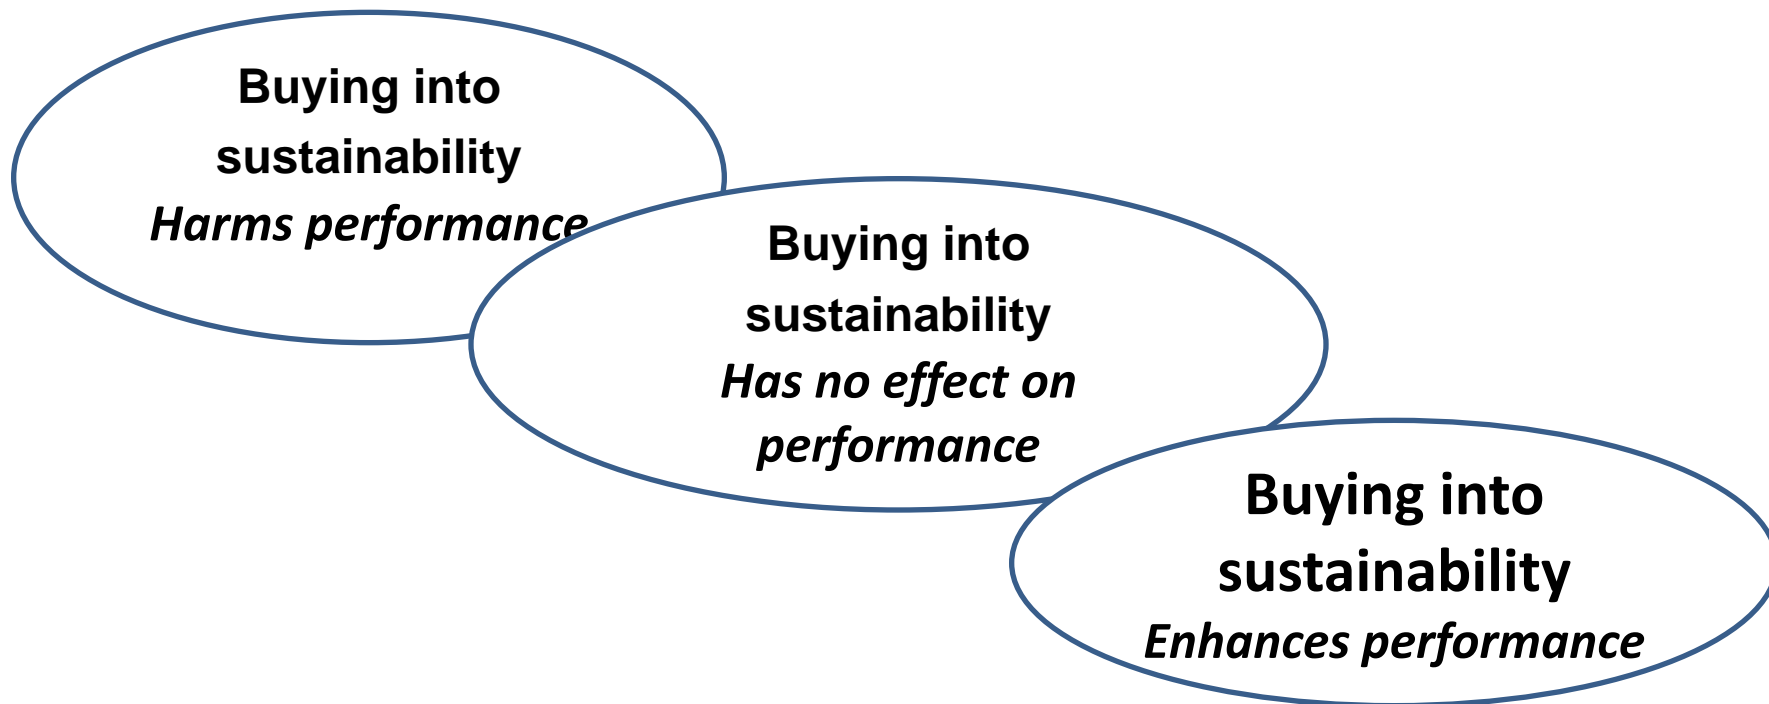 Buying into
sustainability
Harms performance
Buying into
sustainability
Has no effect on
performance
Buying into
sustainability
Enhances performance